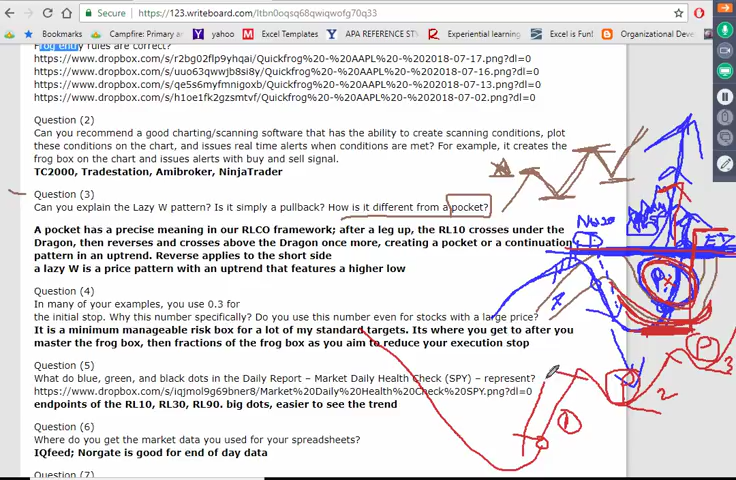 Secure | https://123.writeboard.com/ltbn0oqsq68qwiqwofg70q33
Apps Bookmarks Campfire: Primary a yahoo Excel Templates APA REFERENCE STY Experiential learning Excel is Fun! Organizational Develo
Frog entry rules are correct?
https://www.dropbox.com/s/r2bg02flp9yhqai/Quickfrog%20-%20AAPL%20-%202018-07-17.png?dl=0
https://www.dropbox.com/s/uuo63qwwjb8si8y/Quickfrog%20-%20AAPL%20-%202018-07-16.png?dl=0
https://www.dropbox.com/s/qe5s6myfmnigoxb/Quickfrog%20-%20AAPL%20-%202018-07-13.png?dl=0
https://www.dropbox.com/s/h1oe1fk2gzsmtvf/Quickfrog%20-%20AAPL%20-%202018-07-02.png?dl=0
Question (2)
Can you recommend a good charting/scanning software that has the ability to create scanning conditions, plot
these conditions on the chart, and issues real time alerts when conditions are met? For example, it creates the
frog box on the chart and issues alerts with buy and sell signal.
TC2000, Tradestation, Amibroker, NinjaTrader
Question (3)
Can you explain the Lazy W pattern? Is it simply a pullback? How is it different from a pocket?
A pocket has a precise meaning in our RLCO framework; after a leg up, the RL10 crosses under the
Dragon, then reverses and crosses above the Dragon once more, creating a pocket or a continuation
pattern in an uptrend. Reverse applies to the short side
a lazy W is a price pattern with an uptrend that features a higher low
Question (4)
In many of your examples, you use 0.3 for
the initial stop. Why this number specifically? Do you use this number even for stocks with a large price?
It is a minimum manageable risk box for a lot of my standard targets. Its where you get to after you
master the frog box, then fractions of the frog box as you aim to reduce your execution stop
Question (5)
What do blue, green, and black dots in the Daily Report – Market Daily Health Check (SPY) – represent?
https://www.dropbox.com/s/iqjmol9g69bner8/Market%20Daily%20Health%20Check%20SPY.png?dl=0
endpoints of the RL10, RL30, RL90. big dots, easier to see the trend
Question (6)
Where do you get the market data you used for your spreadsheets?
IQfeed; Norgate is good for end of day data
Question (7)
P
1
P
2
P
3